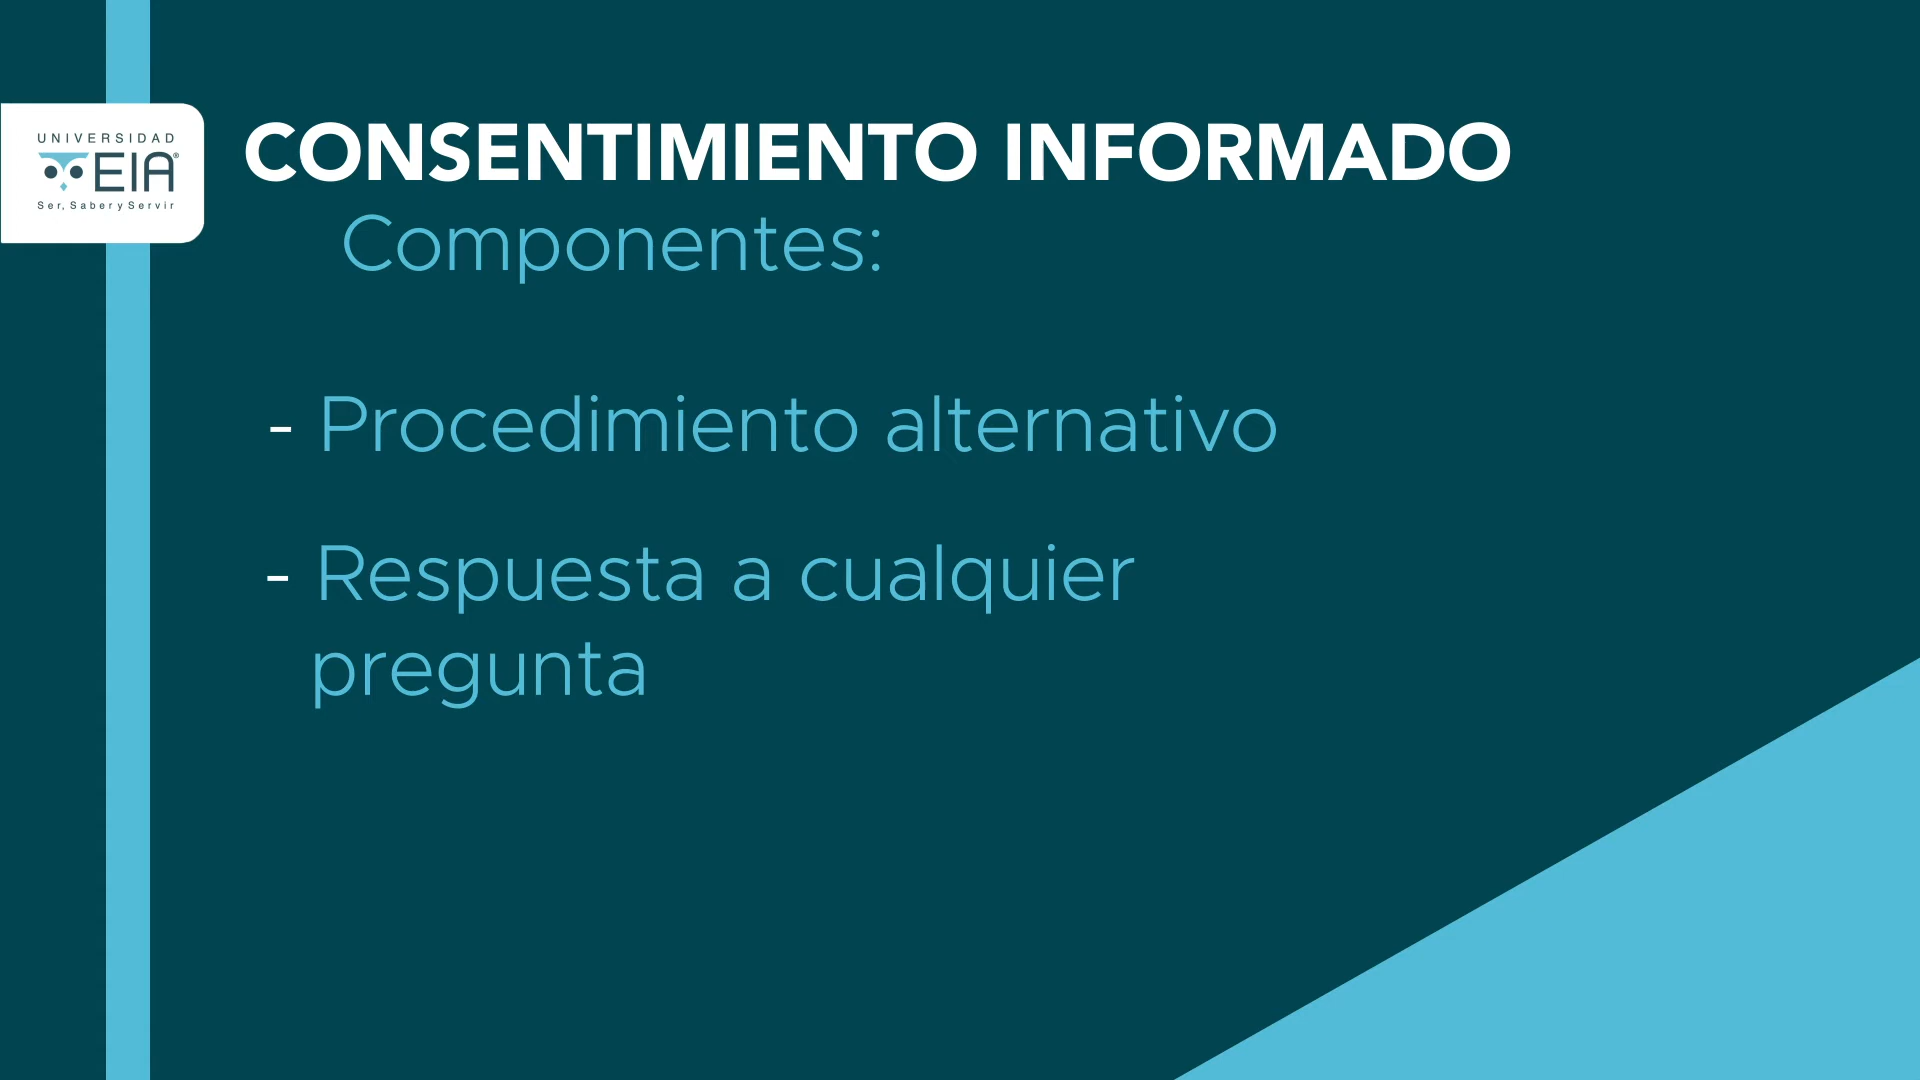 UNIVERSIDAD
EIA®
Ser, Saber y Servir
CONSENTIMIENTO INFORMADO
Componentes:
- Procedimiento alternativo
- Respuesta a cualquier
pregunta